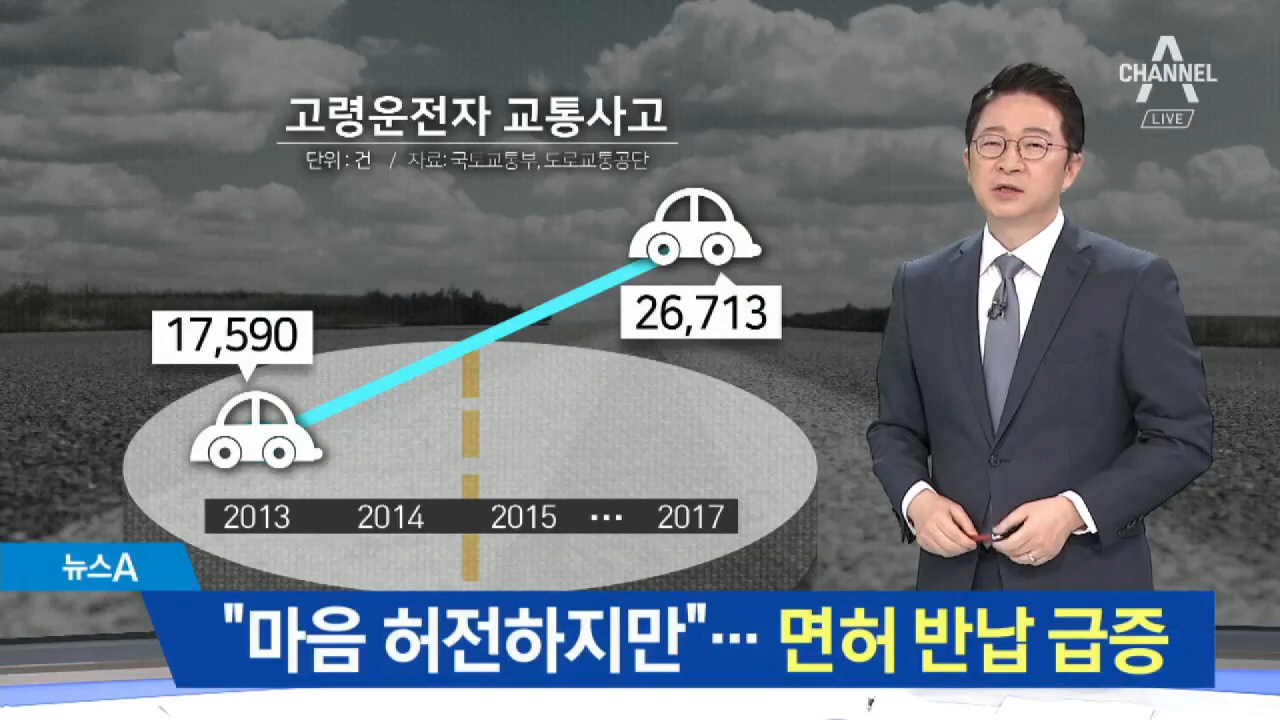 고령운전자 교통사고
단위 : 건 / 자료: 국토교통부, 도로교통공단
CHANNEL A
LIVE
26,713
17,590
2013 2014 2015 ··· 2017
뉴스A
"마음 허전하지만"··· 면허 반납 급증